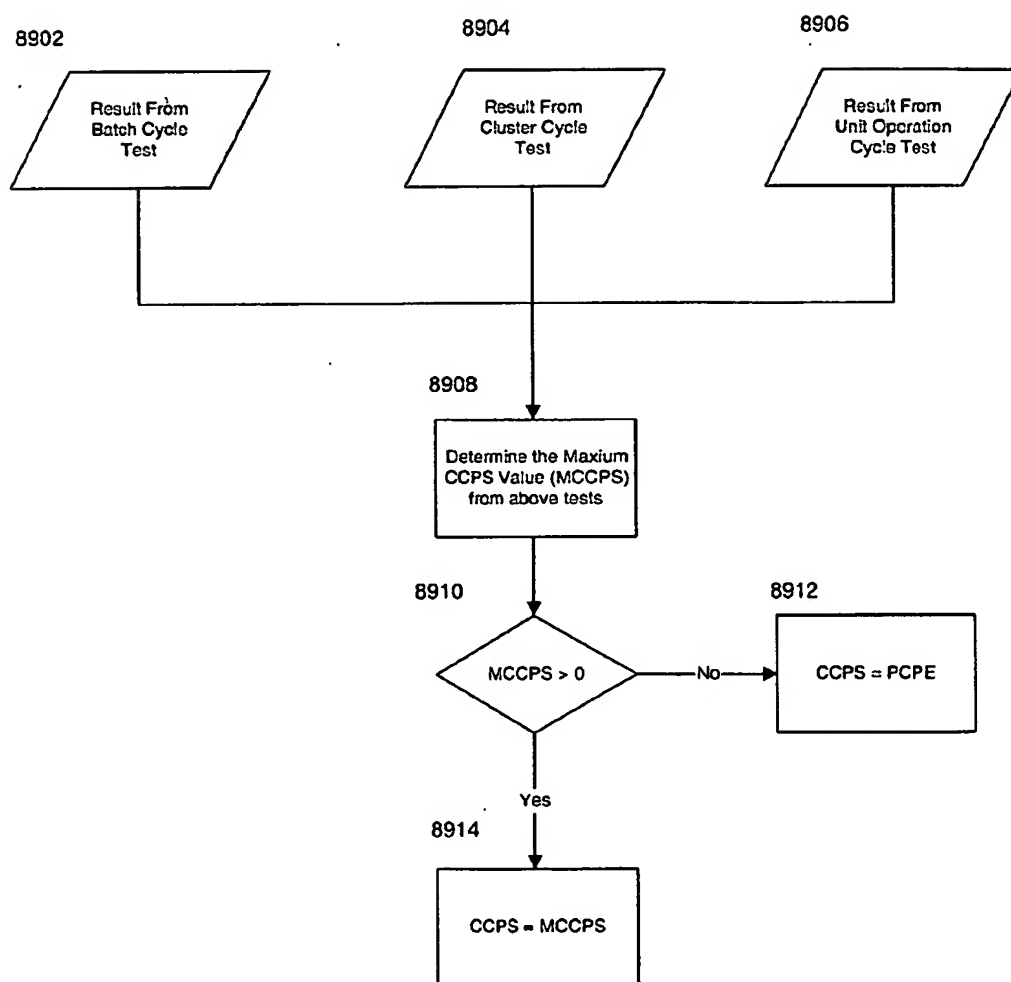 8902
8904
8906
Result From
Batch Cycle
Test
Result From
Cluster Cycle
Test
Result From
Unit Operation
Cycle Test
8908
Determine the Maxium
CCPS Value (MCCPS)
from above tests
8910
8912
MCCPS > 0
No
CCPS = PCPE
Yes
8914
CCPS = MCCPS